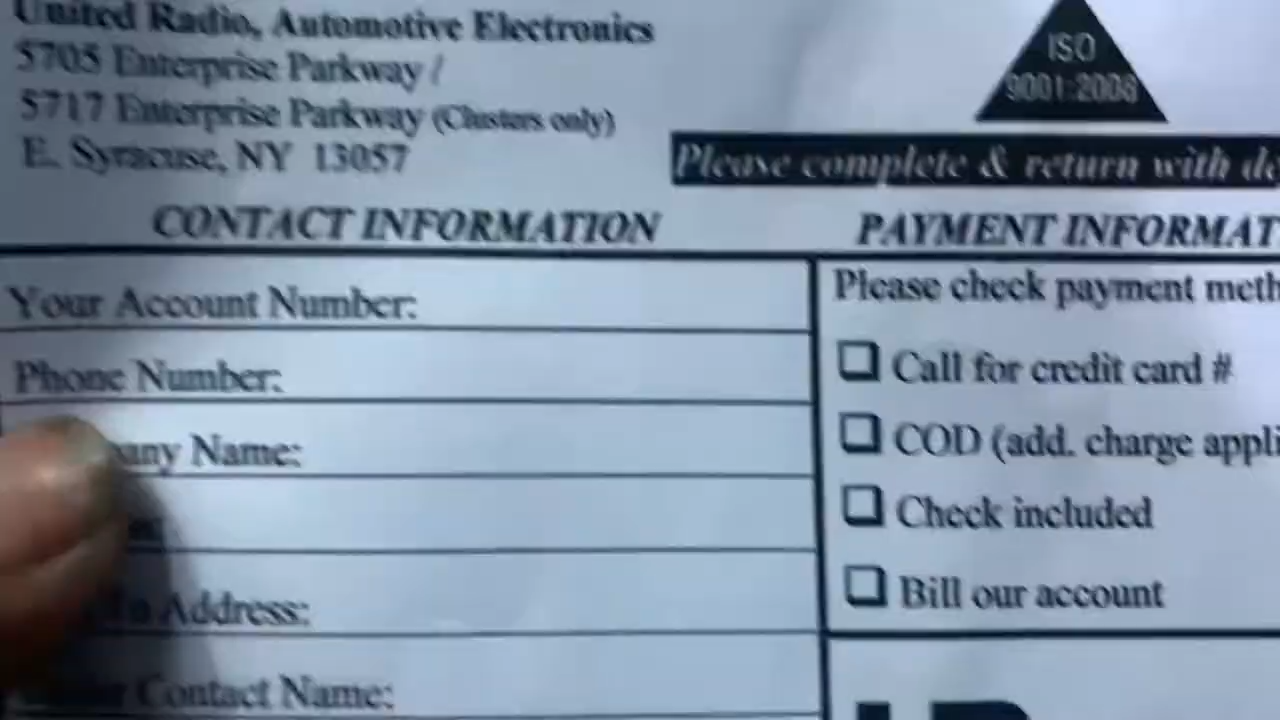 United Radio, Automotive Electronics
5705 Enterprise Parkway /
5717 Enterprise Parkway (Clusters only)
E. Syracuse, NY 13057
ISO
9001:2008
Please complete & return with de
CONTACT INFORMATION
PAYMENT INFORMAT
Your Account Number:
Phone Number:
any Name:
Address:
Contact Name:
Please check payment meth
❑ Call for credit card #
❑ COD (add. charge appli
❑ Check included
❑ Bill our account